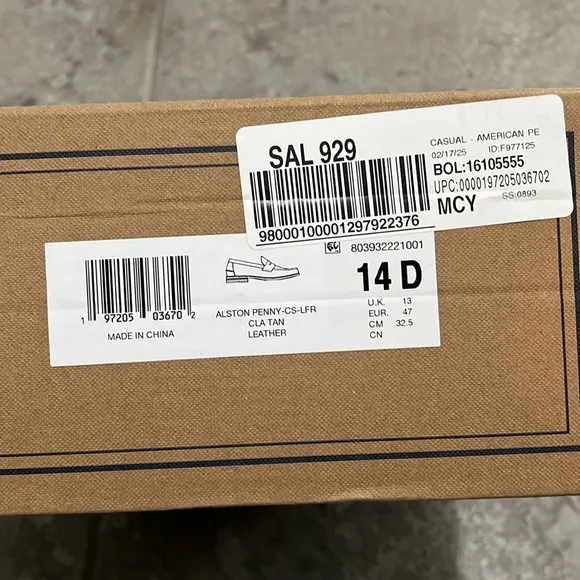 SAL 929
98000100001297922376
CASUAL - AMERICAN PE
02/17/25 ID:F977125
BOL:16105555
UPC:0000197205036702
SS:0893
MCY
803932221001
1 97205 03670 2
MADE IN CHINA
ALSTON PENNY-CS-LFR
CLA TAN
LEATHER
14 D
U.K. 13
EUR. 47
CM 32.5
CN